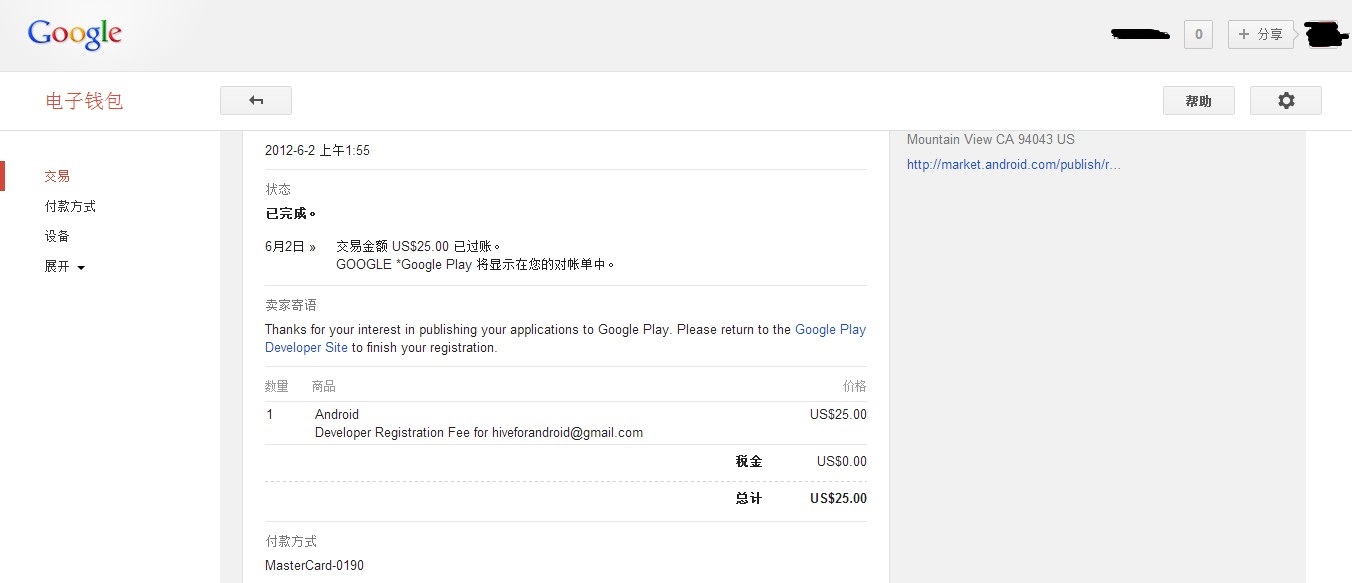 Google
0
+ 分享
电子钱包
帮助
交易
付款方式
设备
展开
2012-6-2 上午1:55
状态
已完成。
6月2日 » 交易金额 US$25.00 已过账。
GOOGLE *Google Play 将显示在您的对帐单中。
卖家寄语
Thanks for your interest in publishing your applications to Google Play. Please return to the Google Play
Developer Site to finish your registration.
数量 商品 价格
1 Android US$25.00
Developer Registration Fee for hiveforandroid@gmail.com
税金 US$0.00
总计 US$25.00
付款方式
MasterCard-0190
Mountain View CA 94043 US
http://market.android.com/publish/r...